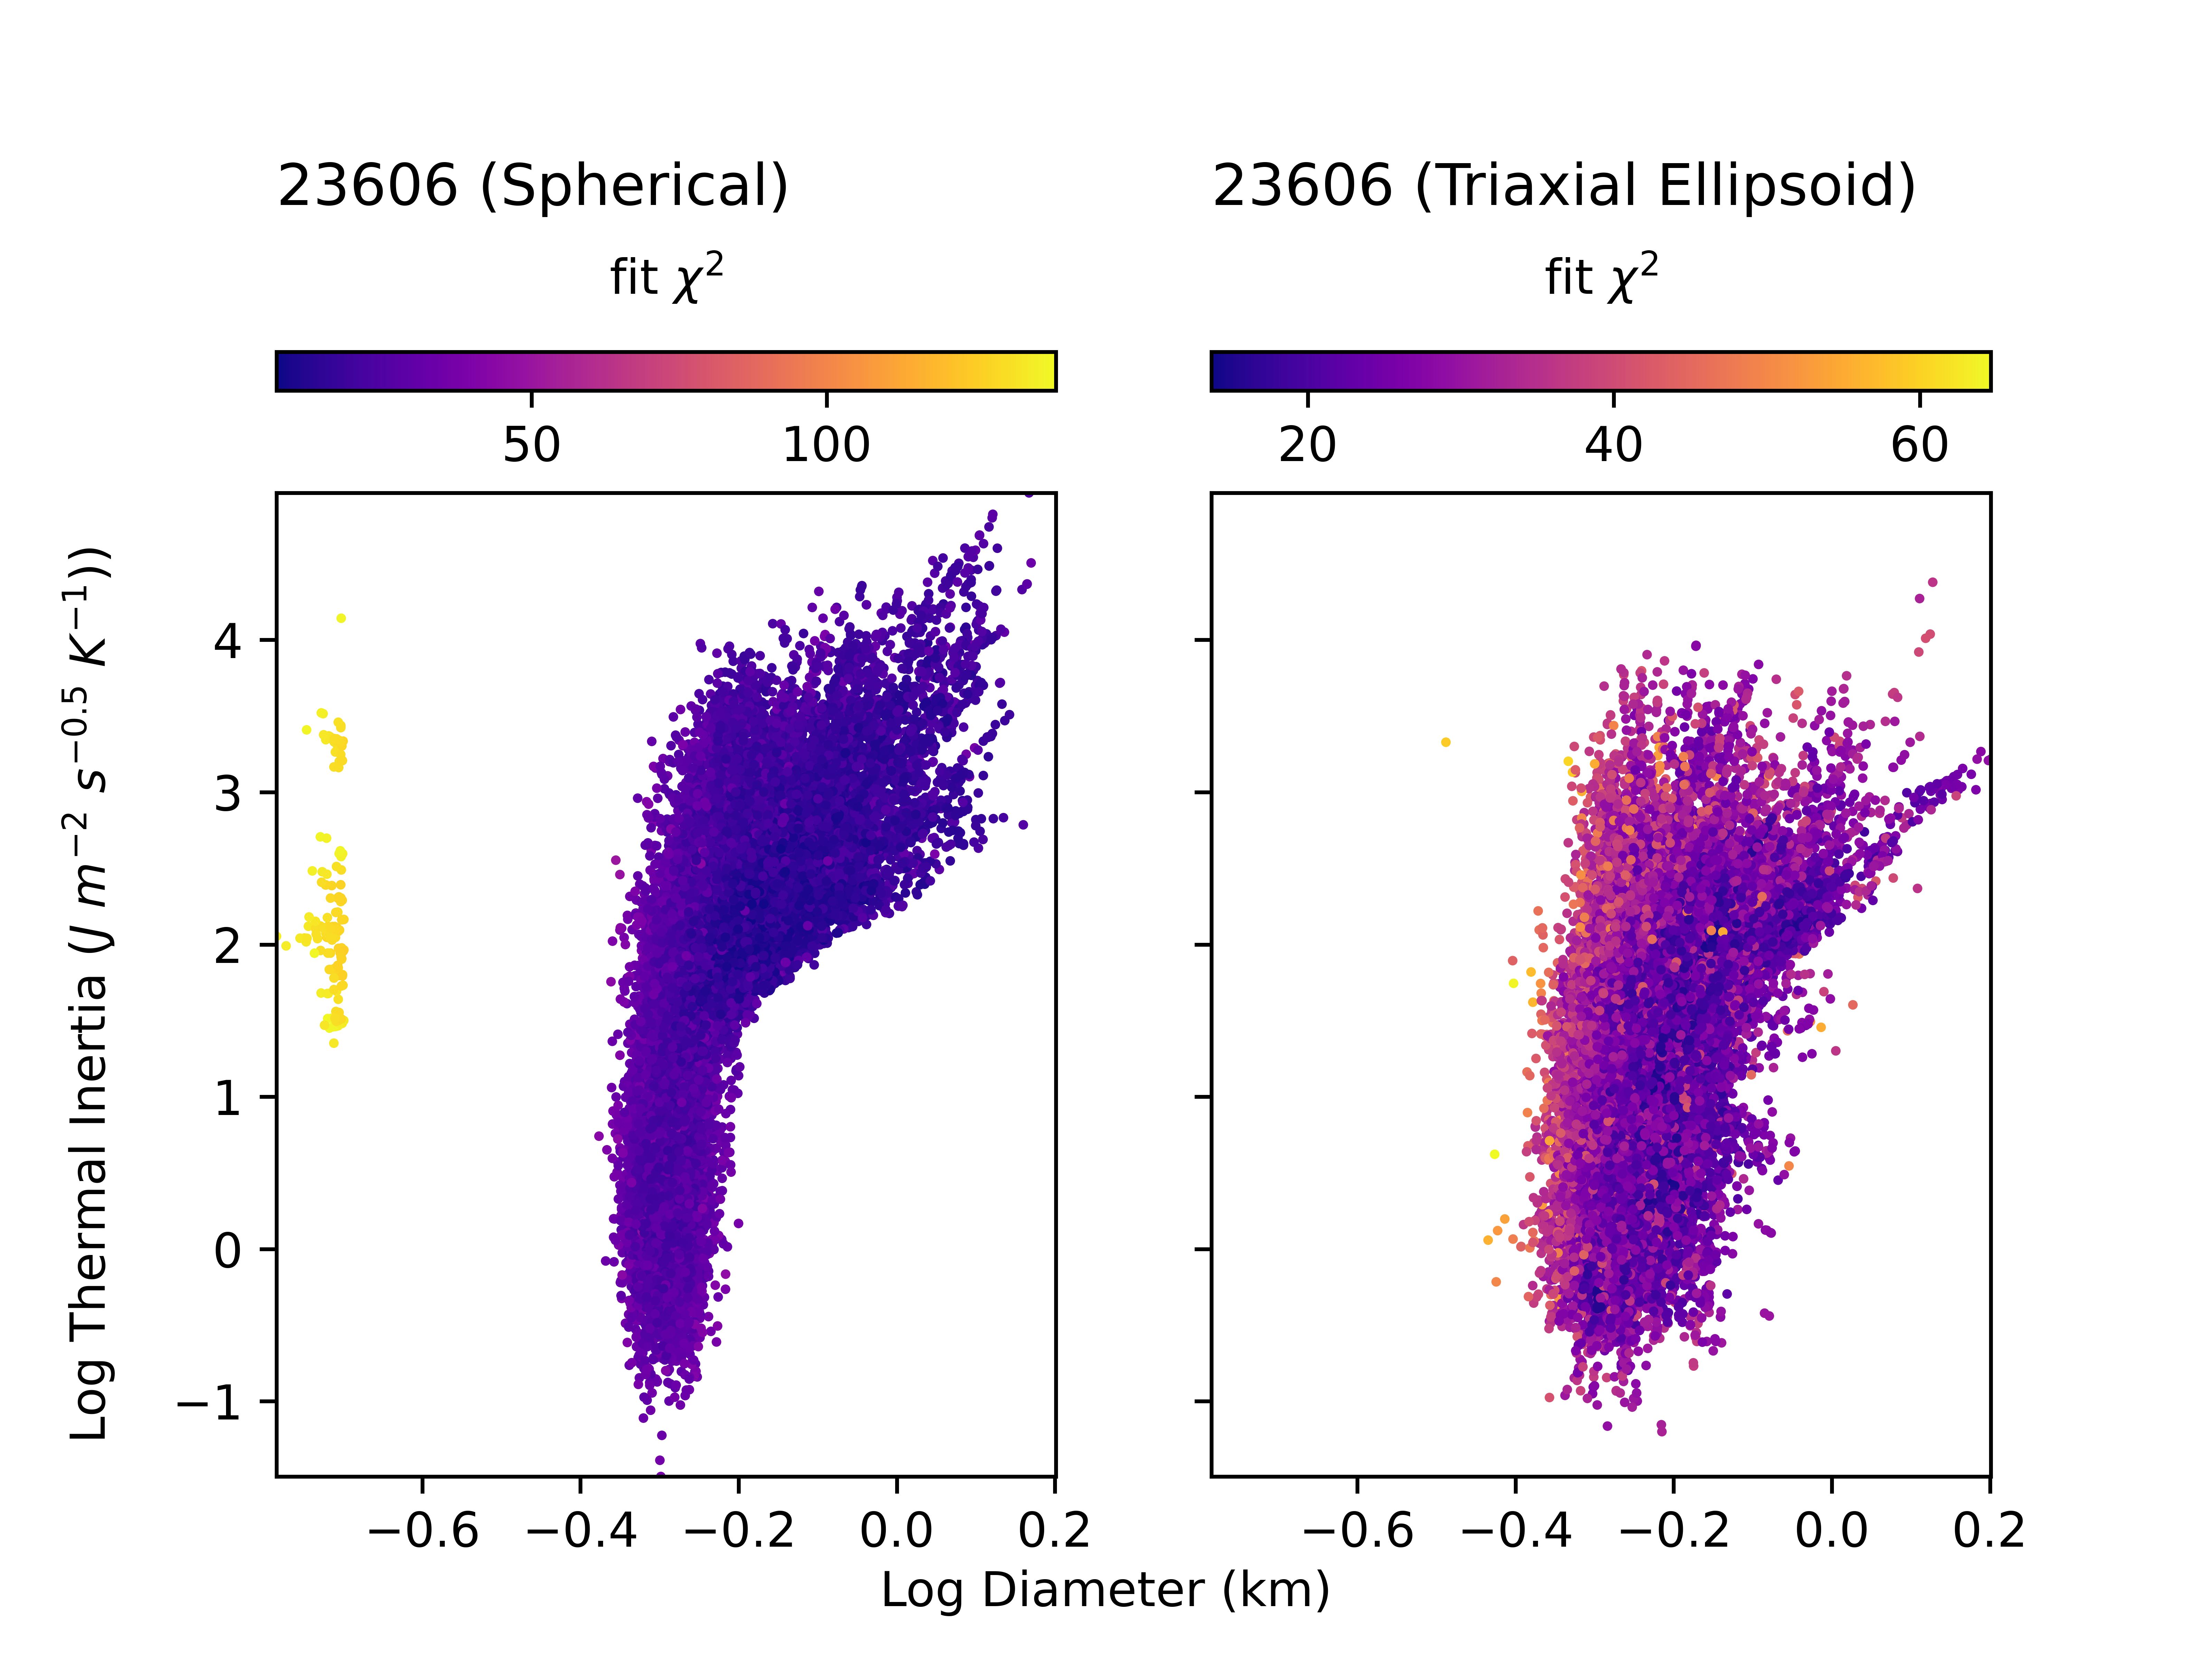 23606 (Spherical)
23606 (Triaxial Ellipsoid)
fit χ²
fit χ²
50 100
20 40 60
Log Thermal Inertia (J m⁻² s⁻⁰·⁵ K⁻¹))
4
3
2
1
0
−1
−0.6 −0.4 −0.2 0.0 0.2
−0.6 −0.4 −0.2 0.0 0.2
Log Diameter (km)